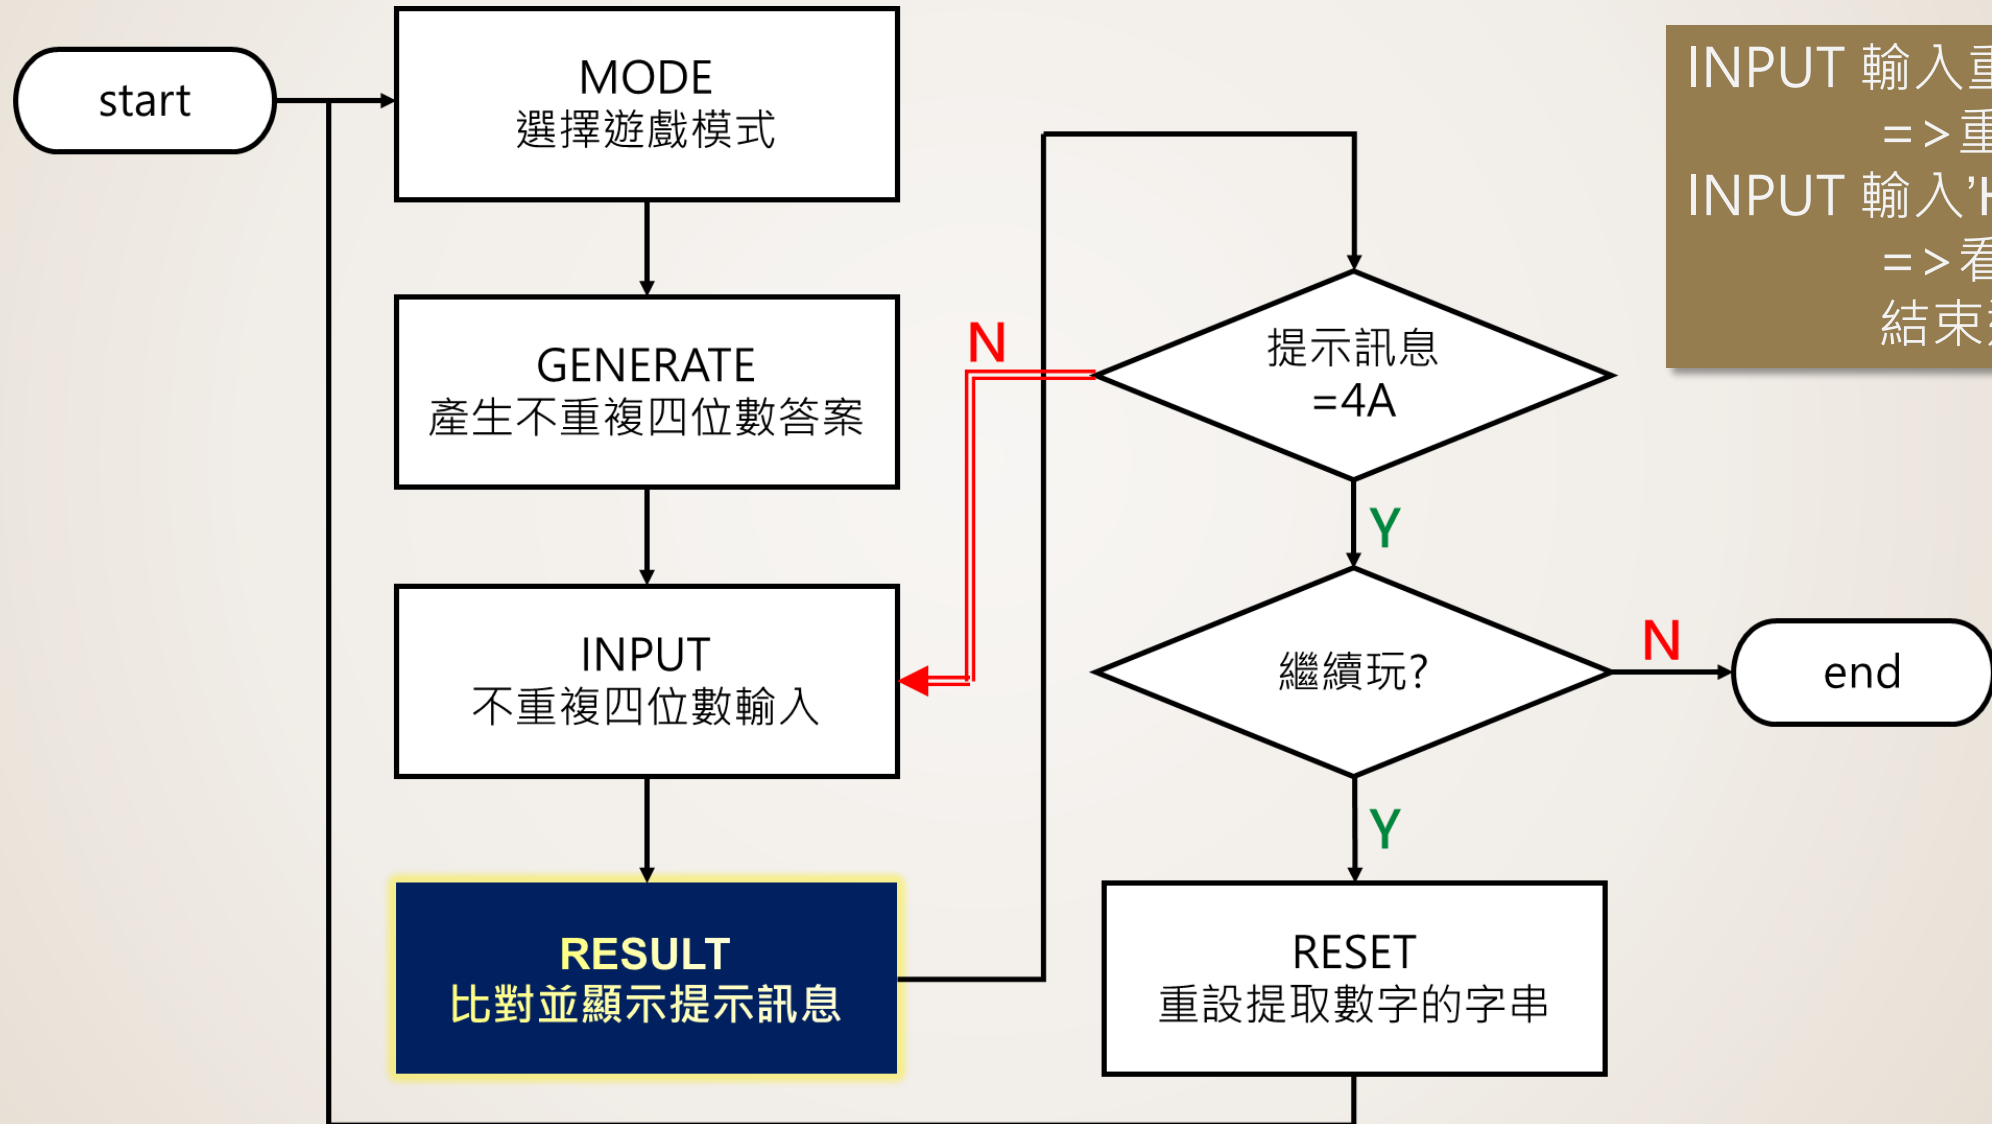 start
MODE
選擇遊戲模式
GENERATE
產生不重複四位數答案
INPUT
不重複四位數輸入
RESULT
比對並顯示提示訊息
提示訊息
=4A
N
Y
繼續玩?
N
end
Y
RESET
重設提取數字的字串
INPUT 輸入重
=>重
INPUT 輸入’H
=>看
結束